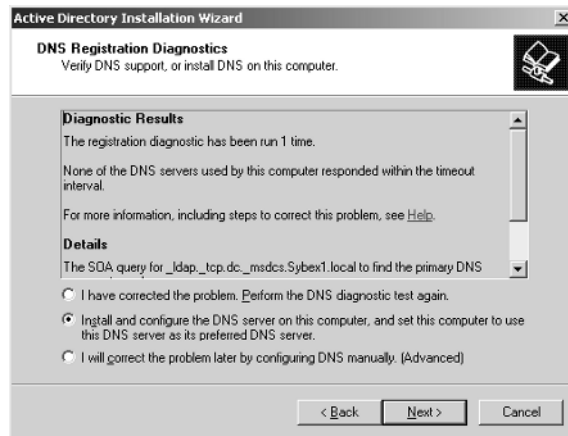 Active Directory Installation Wizard
DNS Registration Diagnostics
Verify DNS support, or install DNS on this computer.
Diagnostic Results
The registration diagnostic has been run 1 time.
None of the DNS servers used by this computer responded within the timeout
interval.
For more information, including steps to correct this problem, see Help.
Details
The SOA query for _ldap._tcp.dc._msdcs.Sybex1.local to find the primary DNS
I have corrected the problem. Perform the DNS diagnostic test again.
Install and configure the DNS server on this computer, and set this computer to use
this DNS server as its preferred DNS server.
I will correct the problem later by configuring DNS manually. (Advanced)
< Back
Next >
Cancel